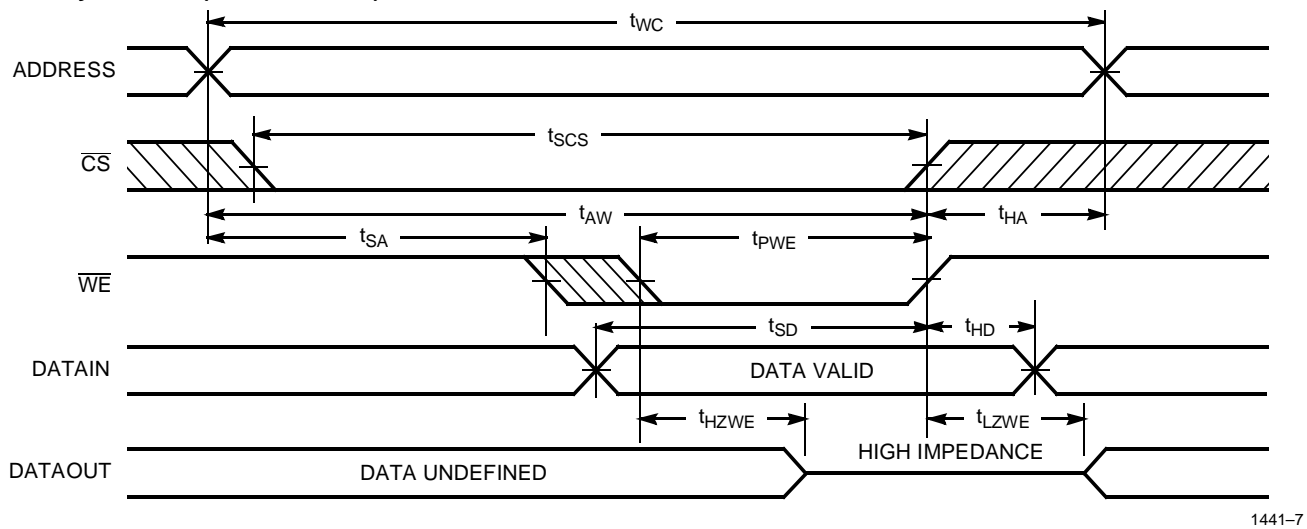 tWC
ADDRESS
tSCS
CS
tAW
tHA
tSA
tPWE
WE
tSD
tHD
DATAIN
DATA VALID
tHZWE
tLZWE
HIGH IMPEDANCE
DATAOUT
DATA UNDEFINED
1441–7